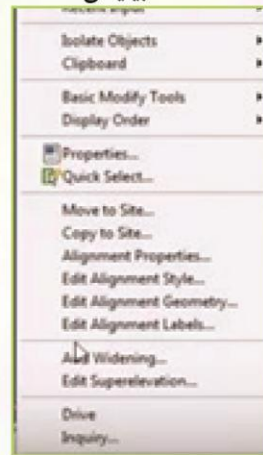 Isolate Objects
Clipboard
Basic Modify Tools
Display Order
Properties...
Quick Select...
Move to Site...
Copy to Site...
Alignment Properties...
Edit Alignment Style...
Edit Alignment Geometry...
Edit Alignment Labels...
Add Widening...
Edit Superelevation...
Drive
Inquiry...